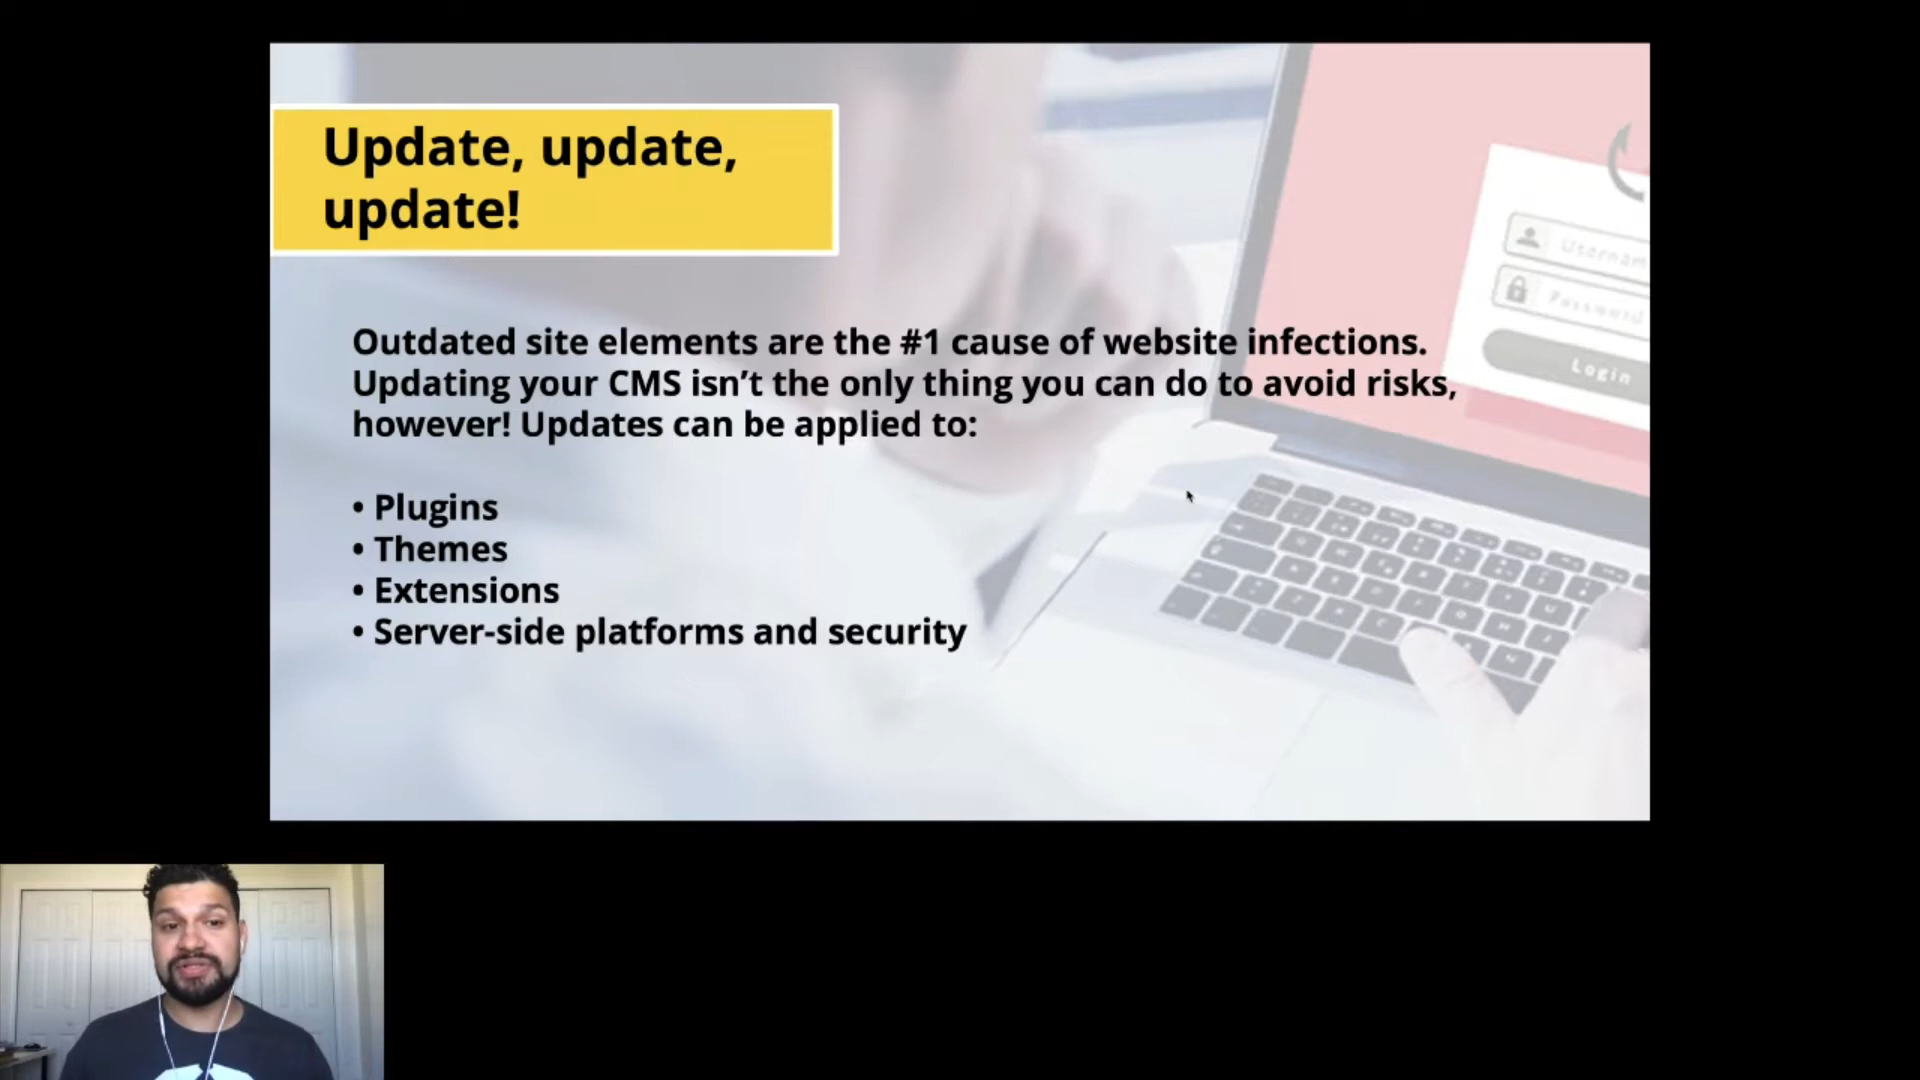 Update, update,
update!
Outdated site elements are the #1 cause of website infections.
Updating your CMS isn’t the only thing you can do to avoid risks,
however! Updates can be applied to:
• Plugins
• Themes
• Extensions
• Server-side platforms and security
Usernam
Password
Login